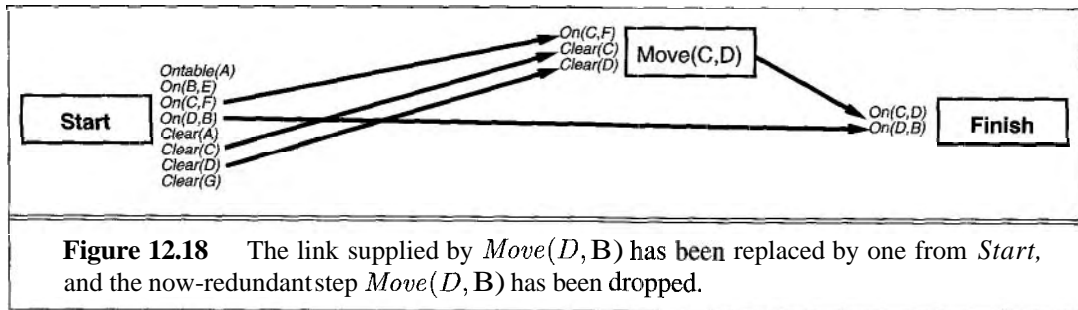 On(C,F)
Clear(C)
Clear(D)
Move(C,D)
Ontable(A)
On(B,E)
On(C,F)
On(D,B)
Clear(A)
Clear(C)
Clear(D)
Clear(G)
Start
On(C,D)
On(D,B)
Finish
Figure 12.18 The link supplied by Move(D, B) has been replaced by one from Start,
and the now-redundant step Move(D, B) has been dropped.